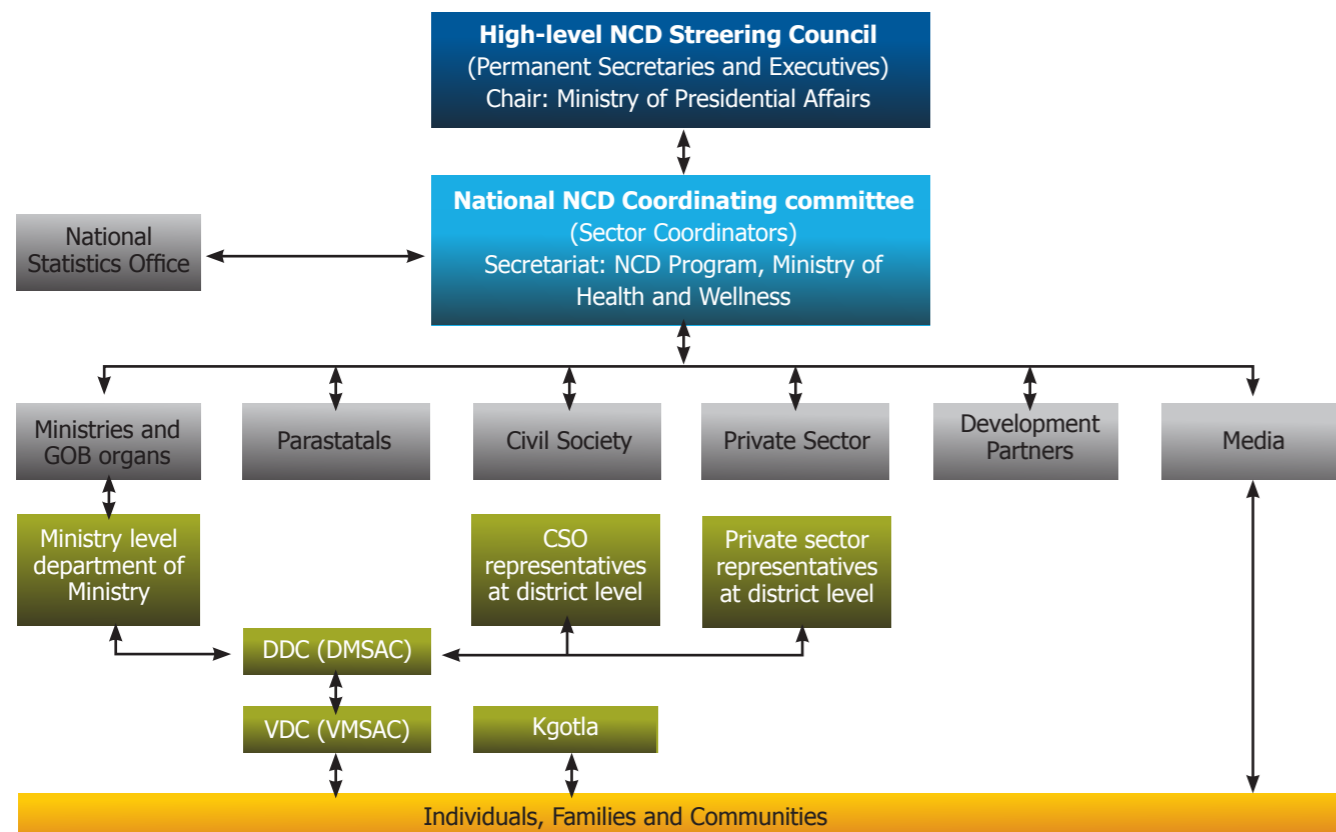 High-level NCD Streering Council
(Permanent Secretaries and Executives)
Chair: Ministry of Presidential Affairs
National NCD Coordinating committee
(Sector Coordinators)
Secretariat: NCD Program, Ministry of
Health and Wellness
National
Statistics Office
Ministries and
GOB organs
Parastatals
Civil Society
Private Sector
Development
Partners
Media
Ministry level
department of
Ministry
CSO
representatives
at district level
Private sector
representatives
at district level
DDC (DMSAC)
VDC (VMSAC)
Kgotla
Individuals, Families and Communities